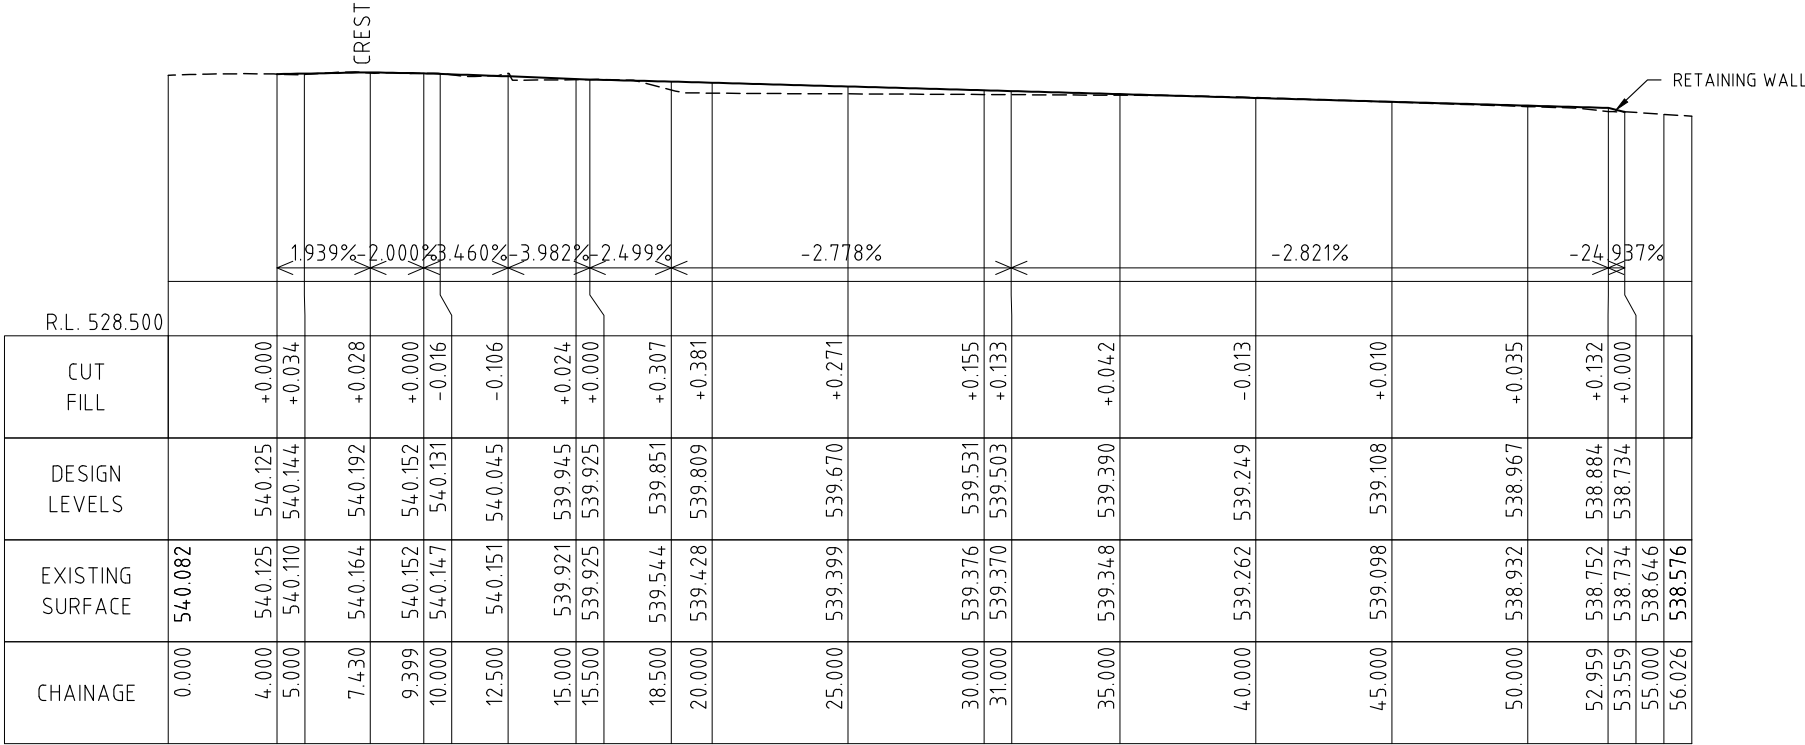 CREST
RETAINING WALL
1.939% -2.000% -3.460% -3.982% -2.499% -2.778% -2.821% -24.937%
R.L. 528.500
CUT
FILL
+0.000 +0.034 +0.028 +0.000 -0.016 -0.106 +0.024 +0.000 +0.307 +0.381 +0.271 +0.155 +0.133 +0.042 -0.013 +0.010 +0.035 +0.132 +0.000
DESIGN
LEVELS
540.125 540.144 540.192 540.152 540.131 540.045 539.945 539.925 539.851 539.809 539.670 539.531 539.503 539.390 539.249 539.108 538.967 538.884 538.734
EXISTING
SURFACE
540.082 540.125 540.110 540.164 540.152 540.147 540.151 539.921 539.925 539.544 539.428 539.399 539.376 539.370 539.348 539.262 539.098 538.932 538.752 538.734 538.646 538.576
CHAINAGE
0.000 4.000 5.000 7.430 9.399 10.000 12.500 15.000 15.500 18.500 20.000 25.000 30.000 31.000 35.000 40.000 45.000 50.000 52.959 53.559 55.000 56.026